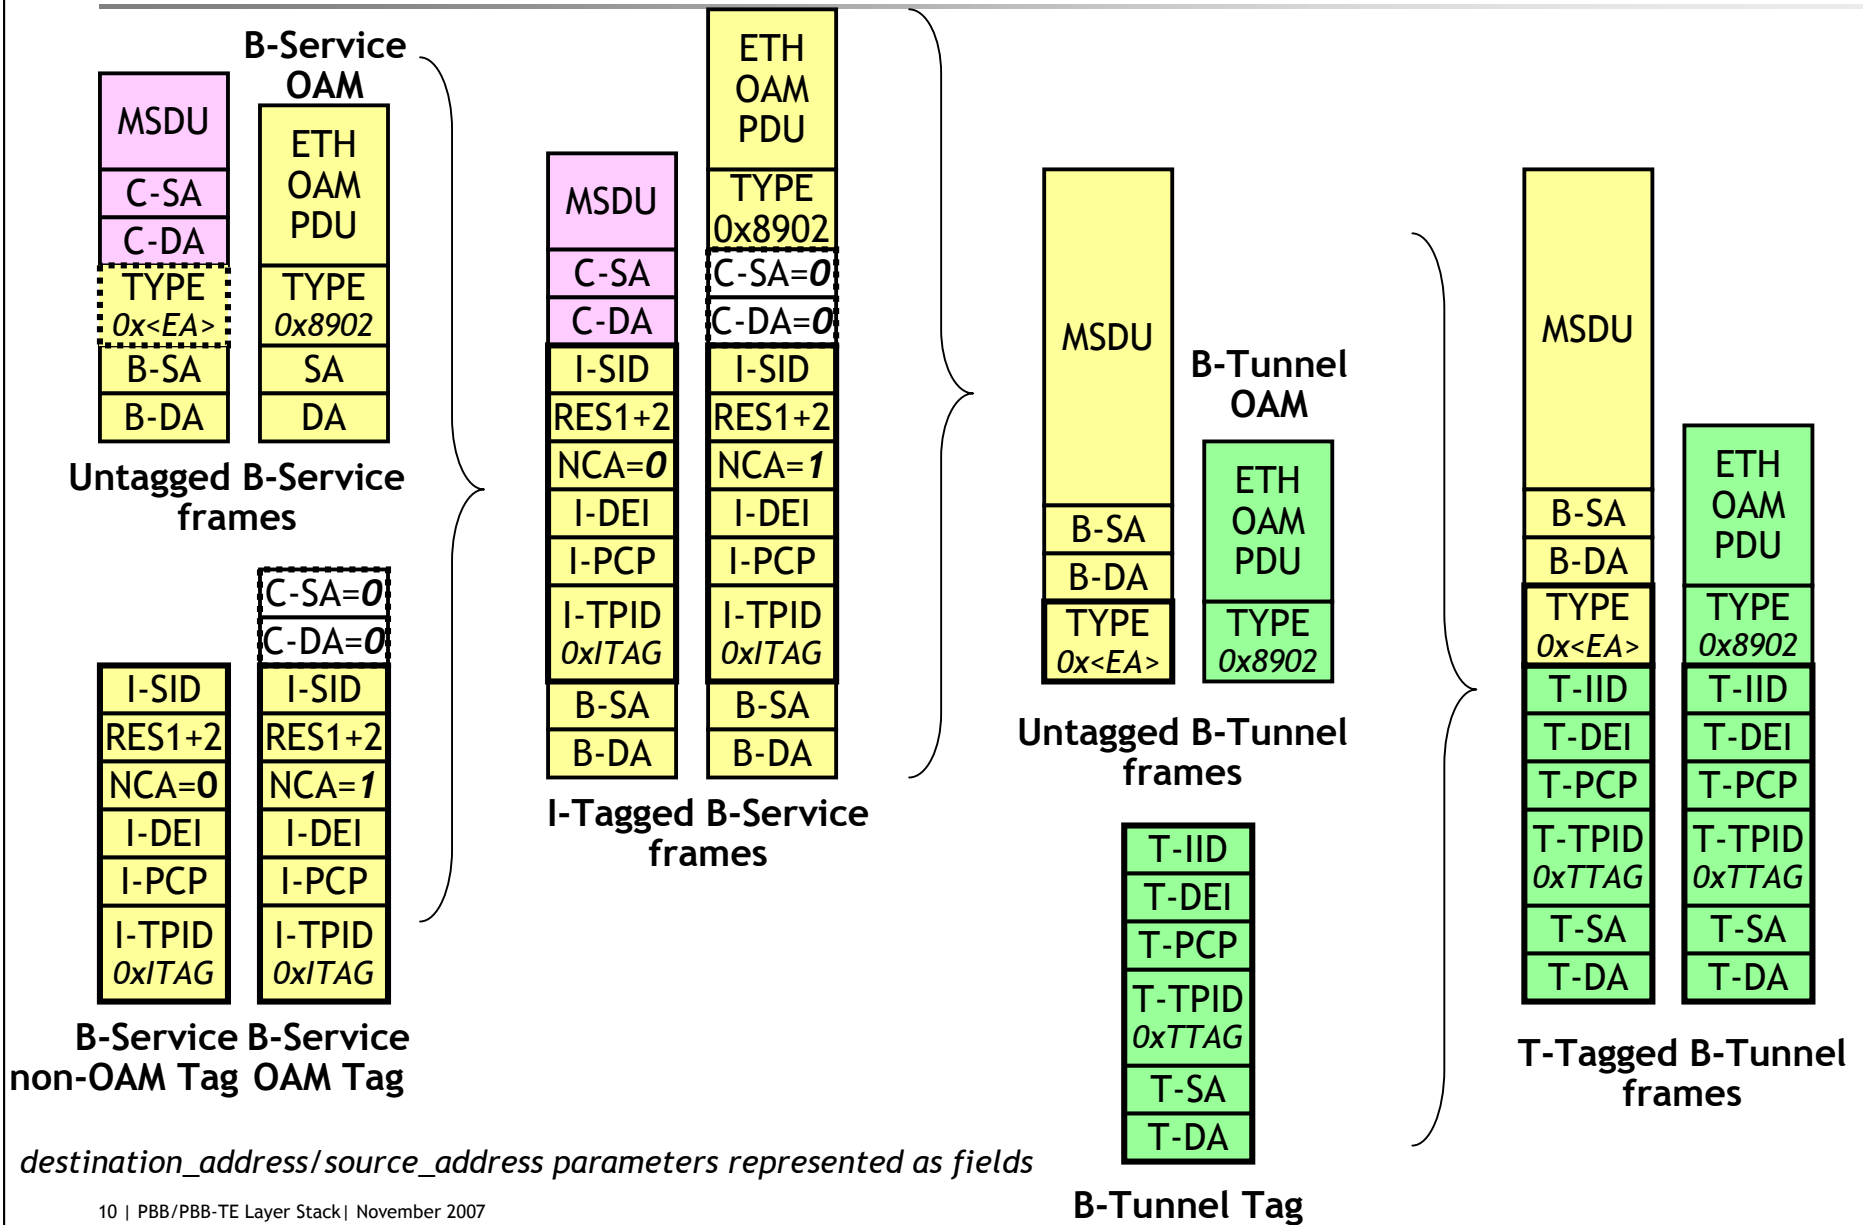 B-Service
OAM
MSDU
C-SA
C-DA
TYPE
0x<EA>
B-SA
B-DA
ETH
OAM
PDU
TYPE
0x8902
SA
DA
Untagged B-Service
frames
I-SID
RES1+2
NCA=0
I-DEI
I-PCP
I-TPID
0xITAG
C-SA=0
C-DA=0
I-SID
RES1+2
NCA=1
I-DEI
I-PCP
I-TPID
0xITAG
B-Service
non-OAM Tag
B-Service
OAM Tag
MSDU
C-SA
C-DA
I-SID
RES1+2
NCA=0
I-DEI
I-PCP
I-TPID
0xITAG
B-SA
B-DA
ETH
OAM
PDU
TYPE
0x8902
C-SA=0
C-DA=0
I-SID
RES1+2
NCA=1
I-DEI
I-PCP
I-TPID
0xITAG
B-SA
B-DA
I-Tagged B-Service
frames
MSDU
B-SA
B-DA
TYPE
0x<EA>
B-Tunnel
OAM
ETH
OAM
PDU
TYPE
0x8902
Untagged B-Tunnel
frames
T-IID
T-DEI
T-PCP
T-TPID
0xTTAG
T-SA
T-DA
B-Tunnel Tag
MSDU
B-SA
B-DA
TYPE
0x<EA>
T-IID
T-DEI
T-PCP
T-TPID
0xTTAG
T-SA
T-DA
ETH
OAM
PDU
TYPE
0x8902
T-IID
T-DEI
T-PCP
T-TPID
0xTTAG
T-SA
T-DA
T-Tagged B-Tunnel
frames
destination_address/source_address parameters represented as fields
10 | PBB/PBB-TE Layer Stack| November 2007